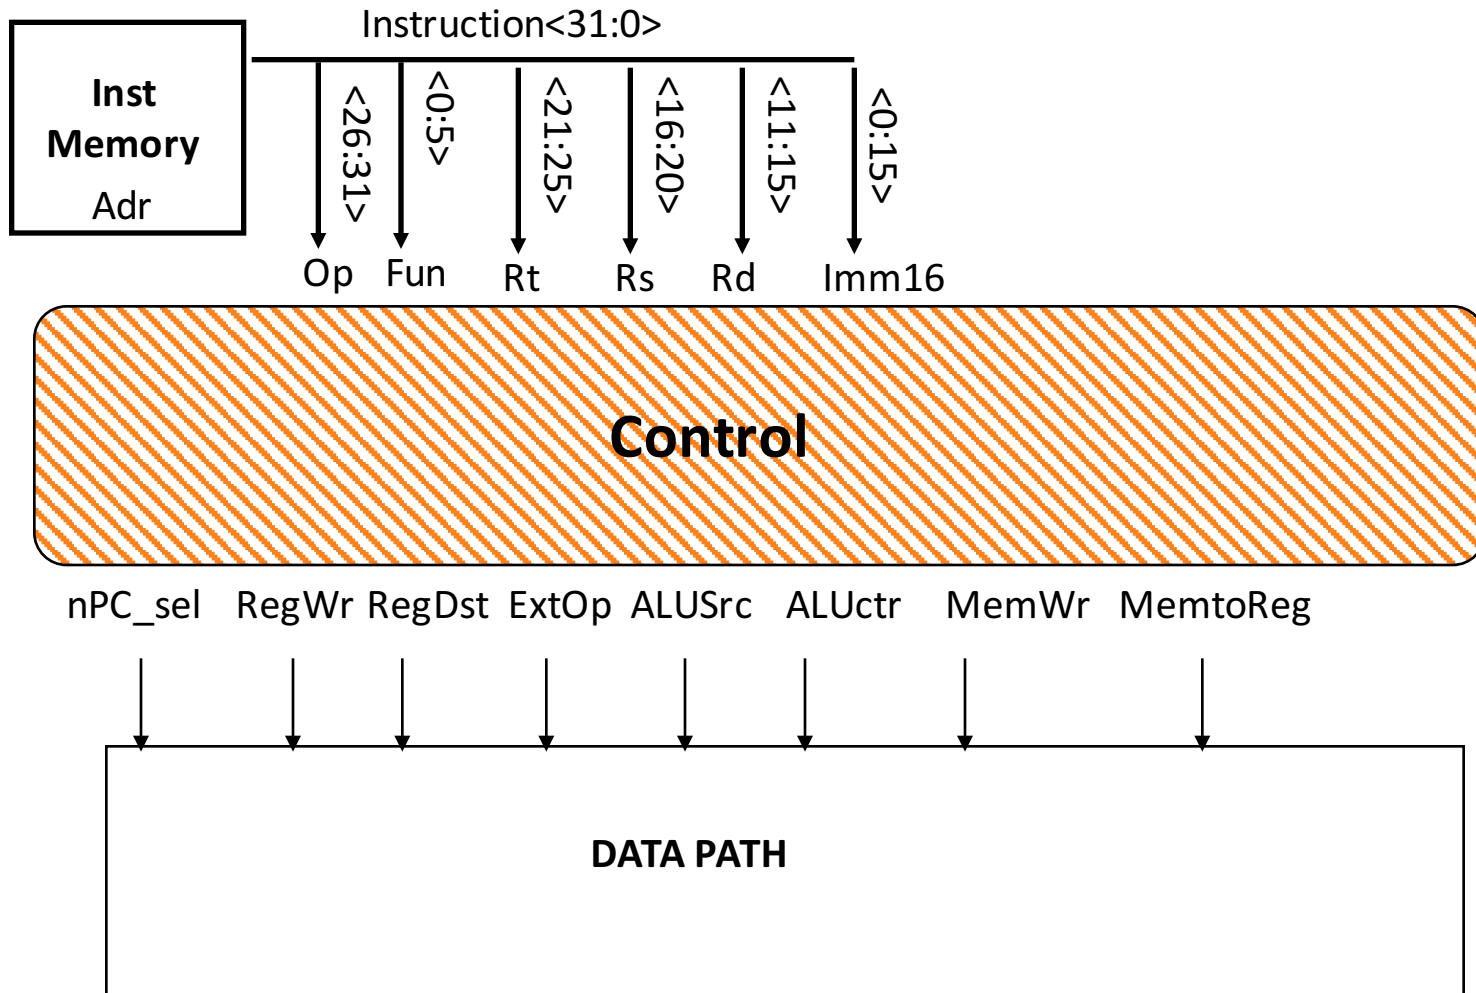 Instruction<31:0>
Inst
Memory
Adr
<26:31>
<0:5>
<21:25>
<16:20>
<11:15>
<0:15>
Op Fun Rt Rs Rd Imm16
Control
nPC_sel RegWr RegDst ExtOp ALUSrc ALUctr MemWr MemtoReg
DATA PATH